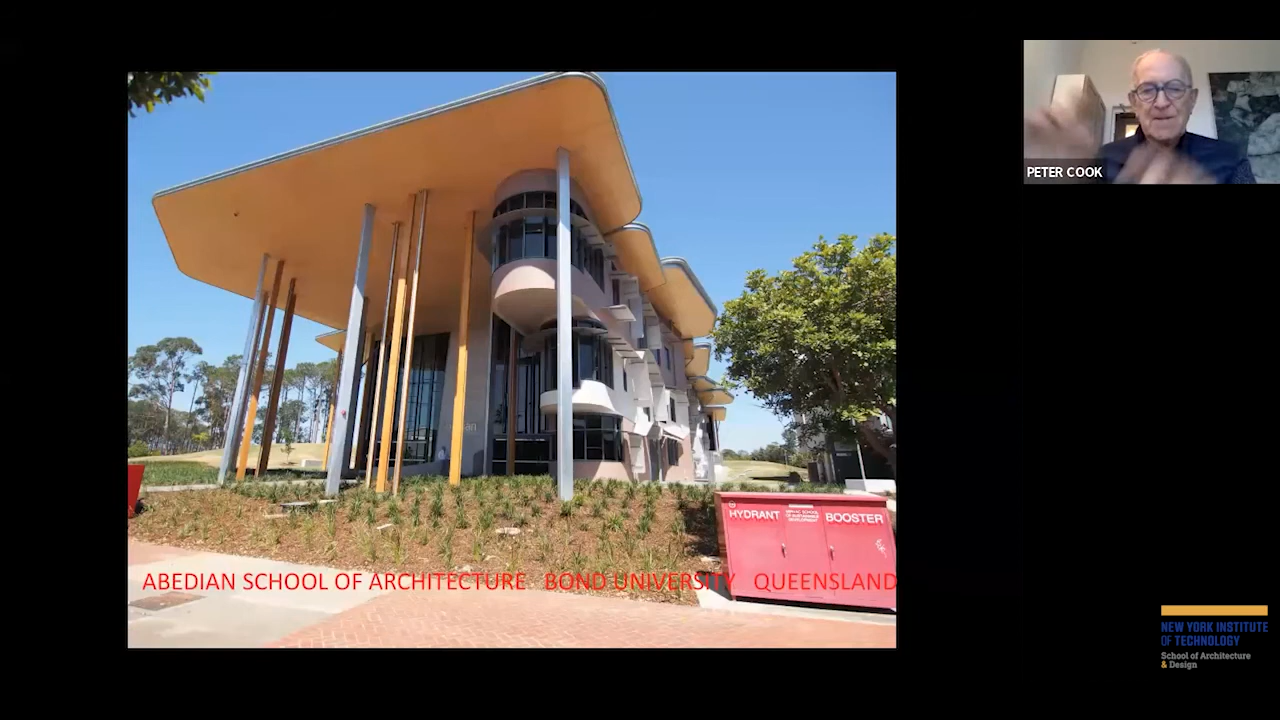 PETER COOK
HYDRANT
BOOSTER
ABEDIAN SCHOOL OF ARCHITECTURE BOND UNIVERSITY QUEENSLAND
NEW YORK INSTITUTE
OF TECHNOLOGY
School of Architecture
& Design